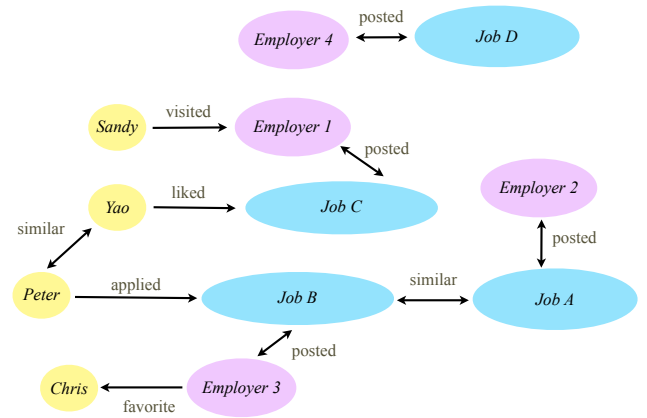 posted
Employer 4
Job D
visited
Sandy
Employer 1
posted
Employer 2
liked
Yao
Job C
similar
posted
applied
similar
Peter
Job B
Job A
posted
Chris
Employer 3
favorite